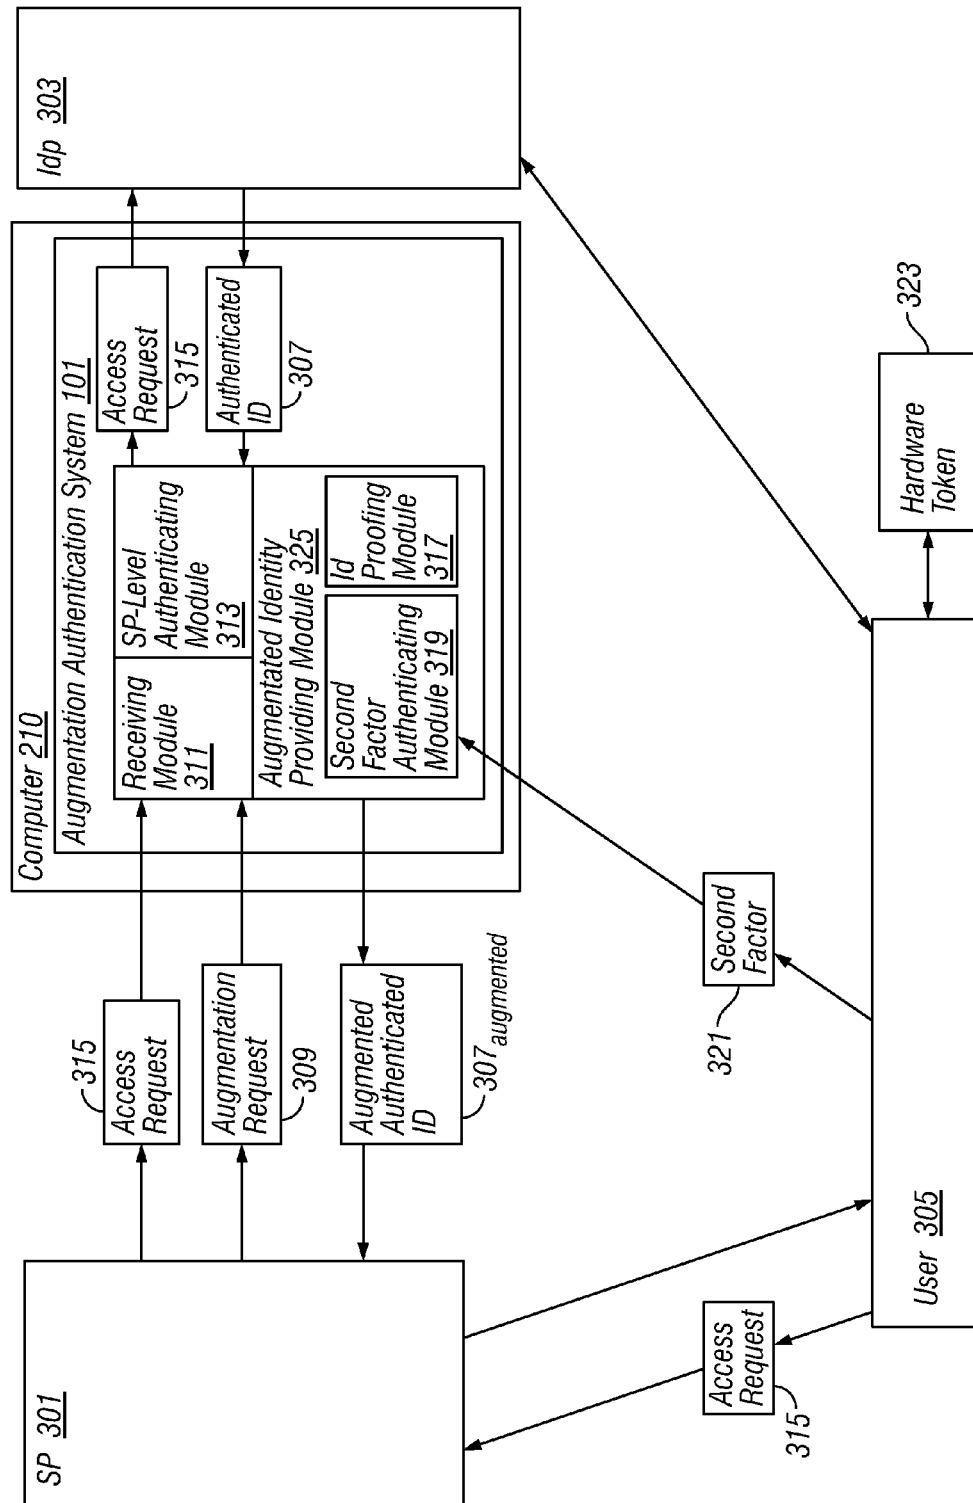 Computer 210
Augmentation Authentication System 101
SP 301
315
Access
Request
Augmentation
Request
309
Augmented
Authenticated
ID
307augmented
Receiving
Module
311
SP-Level
Authenticating
Module
313
Augmentated Identity
Providing Module 325
Second
Factor
Authenticating
Module 319
Id
Proofing
Module
317
Access
Request
315
Authenticated
ID
307
Idp 303
Access
Request
315
Second
Factor
321
User 305
Hardware
Token
323